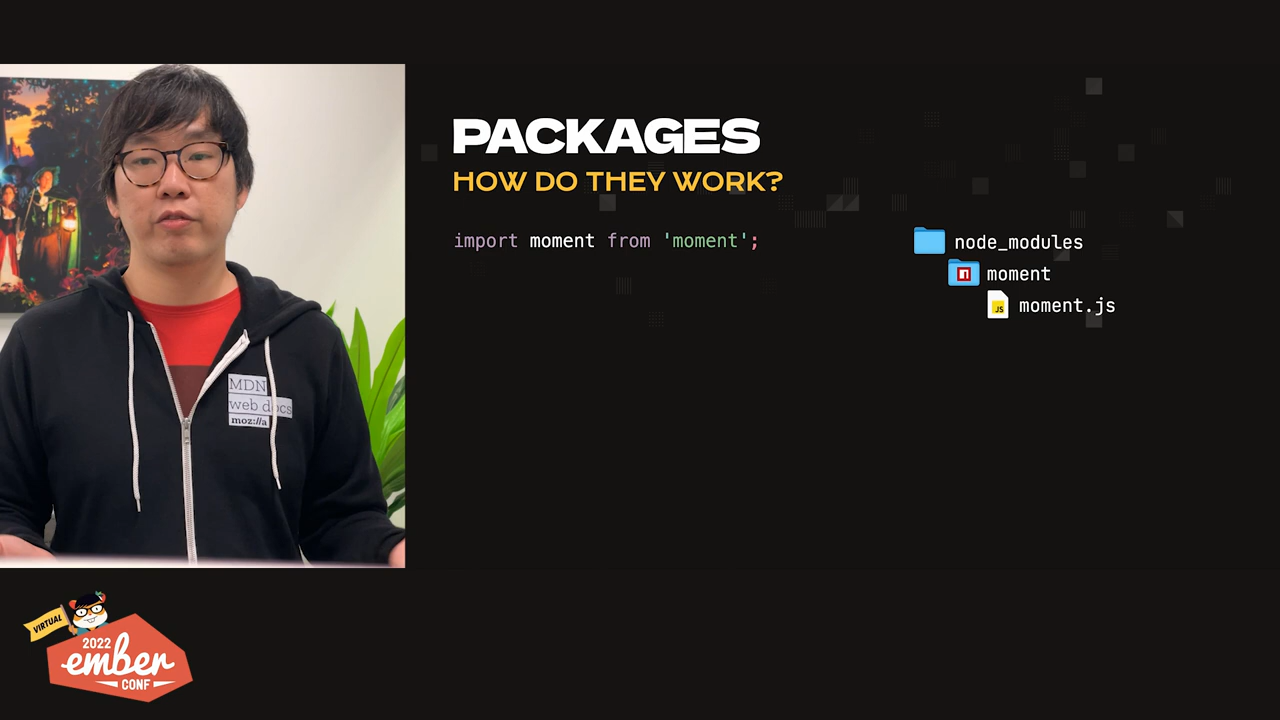 PACKAGES
HOW DO THEY WORK?
import moment from 'moment';
node_modules
moment
JS
moment.js
MDN
web docs
moz://a
VIRTUAL
2022
ember
CONF